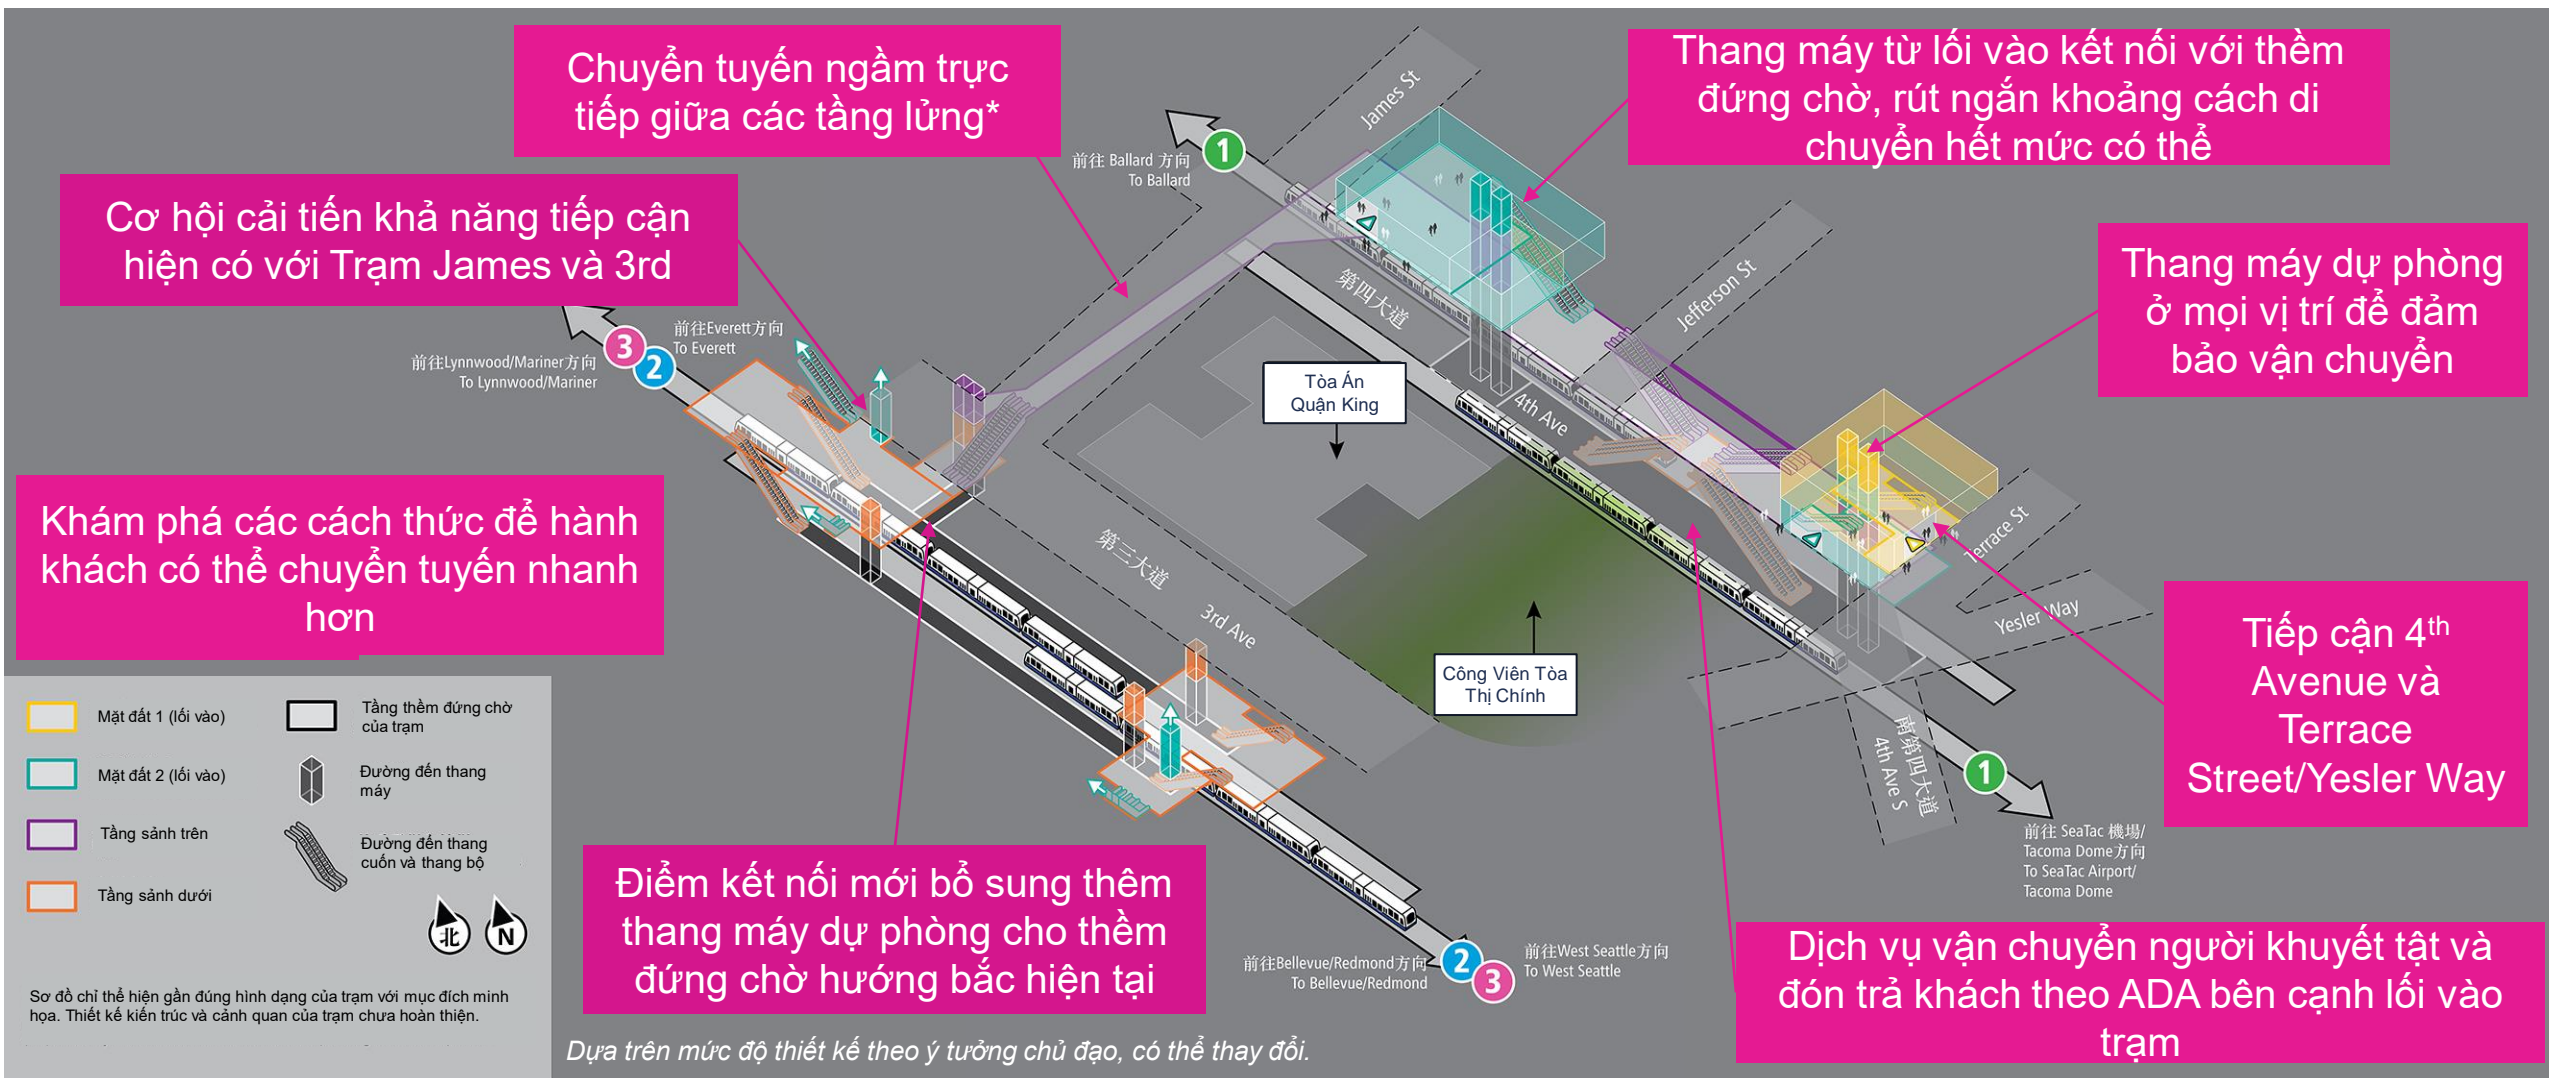 Chuyển tuyến ngầm trực
tiếp giữa các tầng lửng*
Thang máy từ lối vào kết nối với thềm
đứng chờ, rút ngắn khoảng cách di
chuyển hết mức có thể
Cơ hội cải tiến khả năng tiếp cận
hiện có với Trạm James và 3rd
Thang máy dự phòng
ở mọi vị trí để đảm
bảo vận chuyển
Khám phá các cách thức để hành
khách có thể chuyển tuyến nhanh
hơn
Tiếp cận 4th
Avenue và
Terrace
Street/Yesler Way
Điểm kết nối mới bổ sung thêm
thang máy dự phòng cho thềm
đứng chờ hướng bắc hiện tại
Dịch vụ vận chuyển người khuyết tật và
đón trả khách theo ADA bên cạnh lối vào
trạm
James St
前往 Ballard 方向
To Ballard
1
Jefferson St
第四大道
4th Ave
前往Everett方向
To Everett
3
2
前往Lynnwood/Mariner方向
To Lynnwood/Mariner
Tòa Án
Quận King
第三大道
3rd Ave
Công Viên Tòa
Thị Chính
Terrace St
Yesler Way
南第四大道
4th Ave S
1
前往 SeaTac 機場/
Tacoma Dome方向
To SeaTac Airport/
Tacoma Dome
前往Bellevue/Redmond方向
To Bellevue/Redmond
2
3
前往West Seattle方向
To West Seattle
Mặt đất 1 (lối vào)
Mặt đất 2 (lối vào)
Tầng sảnh trên
Tầng sảnh dưới
Tầng thềm đứng chờ
của trạm
Đường đến thang
máy
Đường đến thang
cuốn và thang bộ
北
N
Sơ đồ chỉ thể hiện gần đúng hình dạng của trạm với mục đích minh
họa. Thiết kế kiến trúc và cảnh quan của trạm chưa hoàn thiện.
Dựa trên mức độ thiết kế theo ý tưởng chủ đạo, có thể thay đổi.